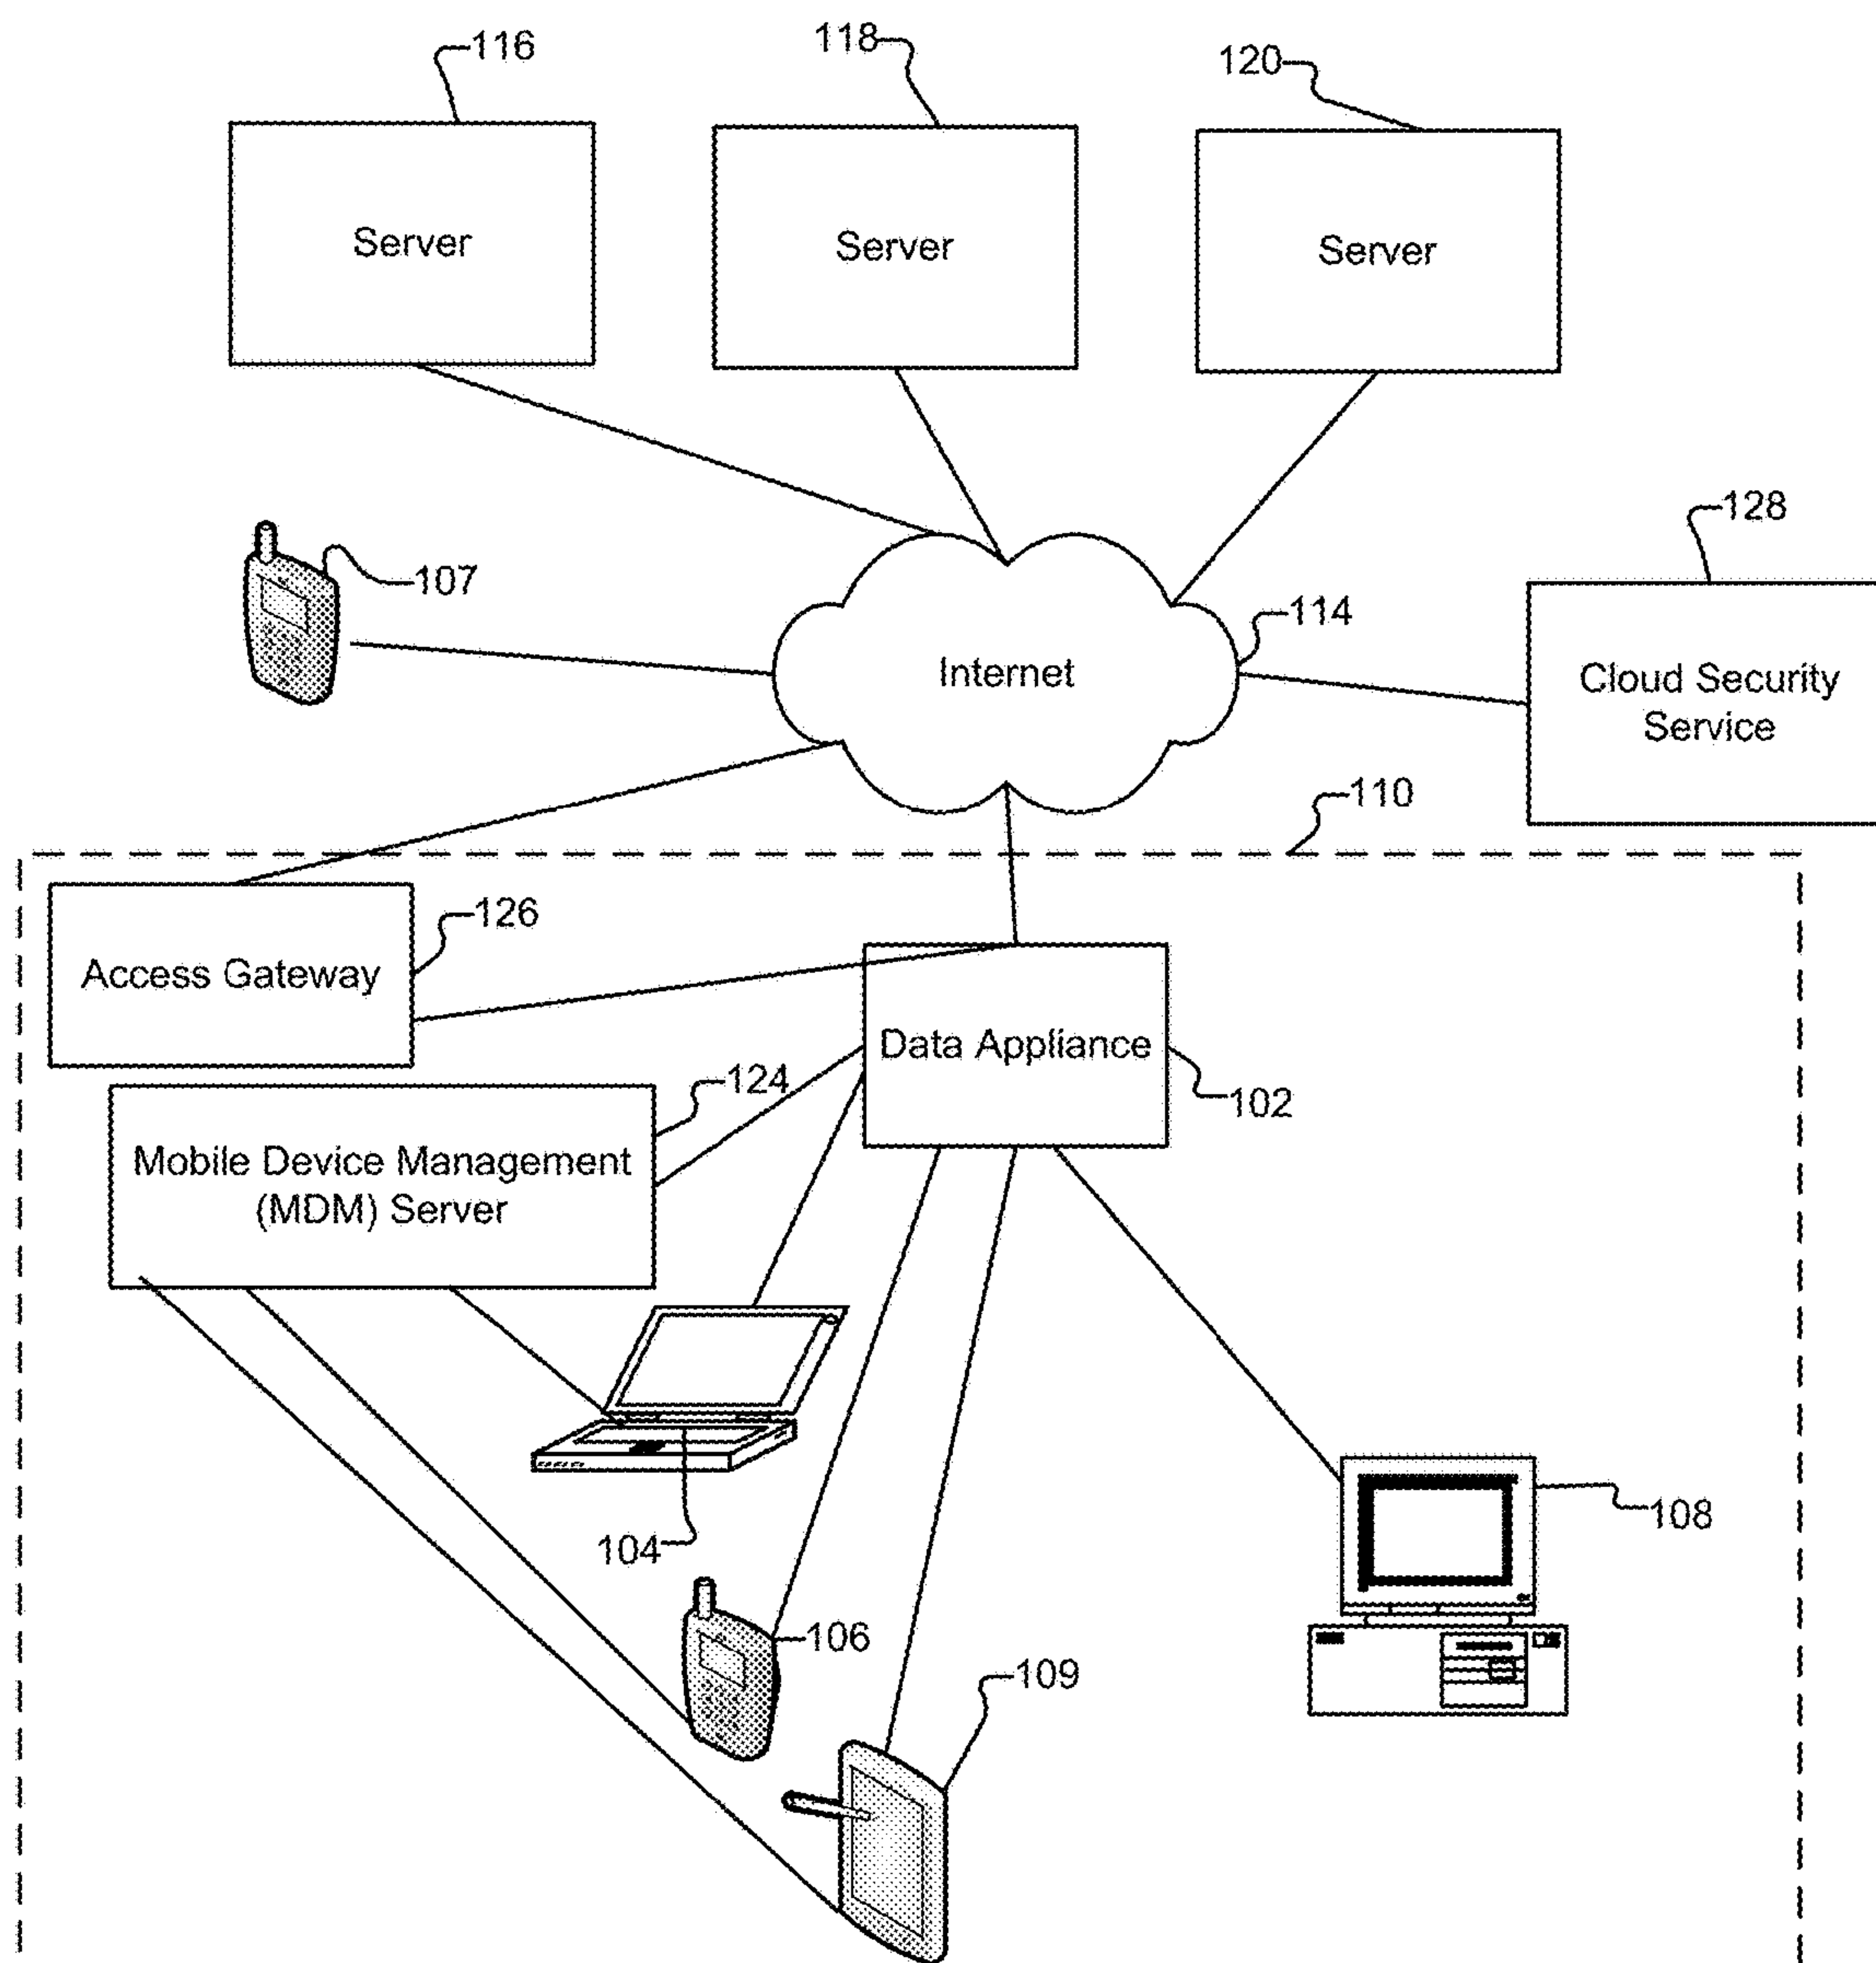 116
118
120
Server
Server
Server
107
128
114
Internet
Cloud Security
Service
110
126
Access Gateway
Data Appliance
124
102
Mobile Device Management
(MDM) Server
104
108
106
109